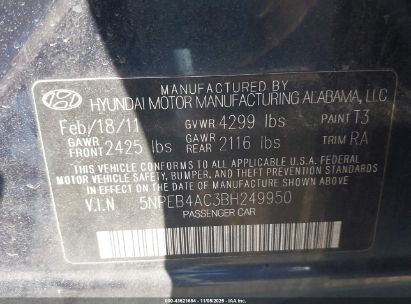 MANUFACTURED BY
HYUNDAI MOTOR MANUFACTURING ALABAMA, LLC
Feb/18/11 GVWR 4299 lbs PAINT T3
GAWR FRONT 2425 lbs GAWR REAR 2116 lbs TRIM RA
THIS VEHICLE CONFORMS TO ALL APPLICABLE U.S.A. FEDERAL
MOTOR VEHICLE SAFETY, BUMPER, AND THEFT PREVENTION
STANDARDS IN EFFECT ON THE DATE OF MANUFACTURE SHOWN ABOVE.
V.I.N 5NPEB4AC3BH249950
PASSENGER CAR